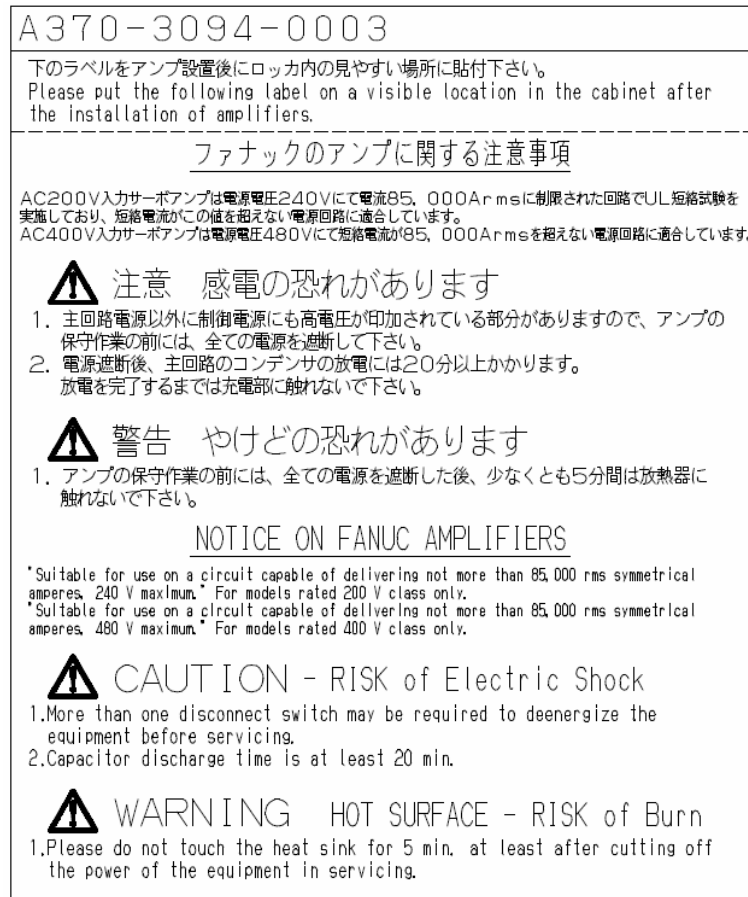 A370-3094-0003
下のラベルをアンプ設置後にロッカ内の見やすい場所に貼付下さい。
Please put the following label on a visible location in the cabinet after
the installation of amplifiers.
ファナックのアンプに関する注意事項
AC200V入力サーボアンプは電源電圧240Vにて電流85, 000Armsに制限された回路でUL短絡試験を
実施しており、短絡電流がこの値を超えない電源回路に適合しています。
AC400V入力サーボアンプは電源電圧480Vにて短絡電流が85, 000Armsを超えない電源回路に適合しています。
注意 感電の恐れがあります
1. 主回路電源以外に制御電源にも高電圧が印加されている部分がありますので、アンプの
保守作業の前には、全ての電源を遮断して下さい。
2. 電源遮断後、主回路のコンデンサの放電には20分以上かかります。
放電を完了するまでは充電部に触れないで下さい。
警告 やけどの恐れがあります
1. アンプの保守作業の前には、全ての電源を遮断した後、少なくとも5分間は放熱器に
触れないで下さい。
NOTICE ON FANUC AMPLIFIERS
"Suitable for use on a circuit capable of delivering not more than 85,000 rms symmetrical
amperes, 240 V maximum." For models rated 200 V class only.
"Suitable for use on a circuit capable of delivering not more than 85,000 rms symmetrical
amperes, 480 V maximum." For models rated 400 V class only.
CAUTION - RISK of Electric Shock
1.More than one disconnect switch may be required to deenergize the
equipment before servicing.
2.Capacitor discharge time is at least 20 min.
WARNING HOT SURFACE - RISK of Burn
1.Please do not touch the heat sink for 5 min. at least after cutting off
the power of the equipment in servicing.